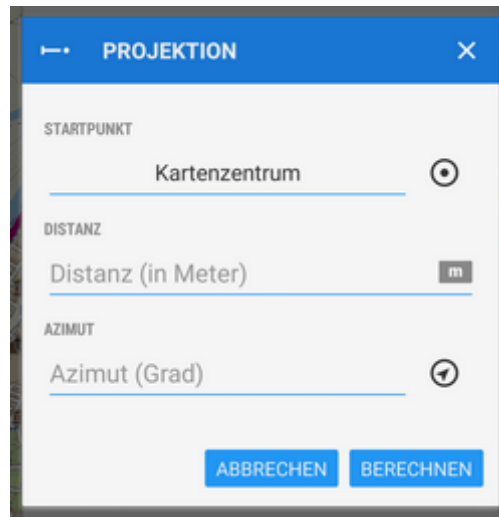 PROJEKTION
STARTPUNKT
Kartenzentrum
DISTANZ
Distanz (in Meter)
m
AZIMUT
Azimut (Grad)
ABBRECHEN
BERECHNEN